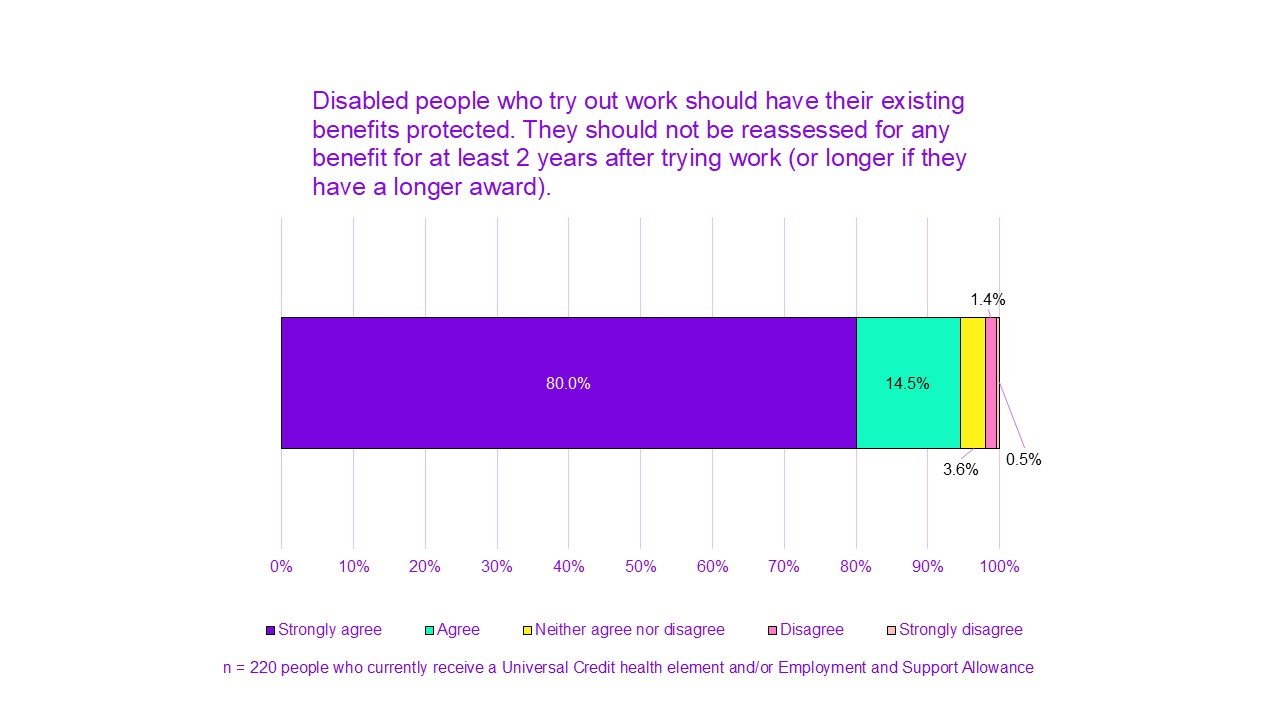 Disabled people who try out work should have their existing
benefits protected. They should not be reassessed for any
benefit for at least 2 years after trying work (or longer if they
have a longer award).
1.4%
80.0%
14.5%
3.6%
0.5%
0%
10%
20%
30%
40%
50%
60%
70%
80%
90%
100%
Strongly agree
Agree
Neither agree nor disagree
Disagree
Strongly disagree
n = 220 people who currently receive a Universal Credit health element and/or Employment and Support Allowance